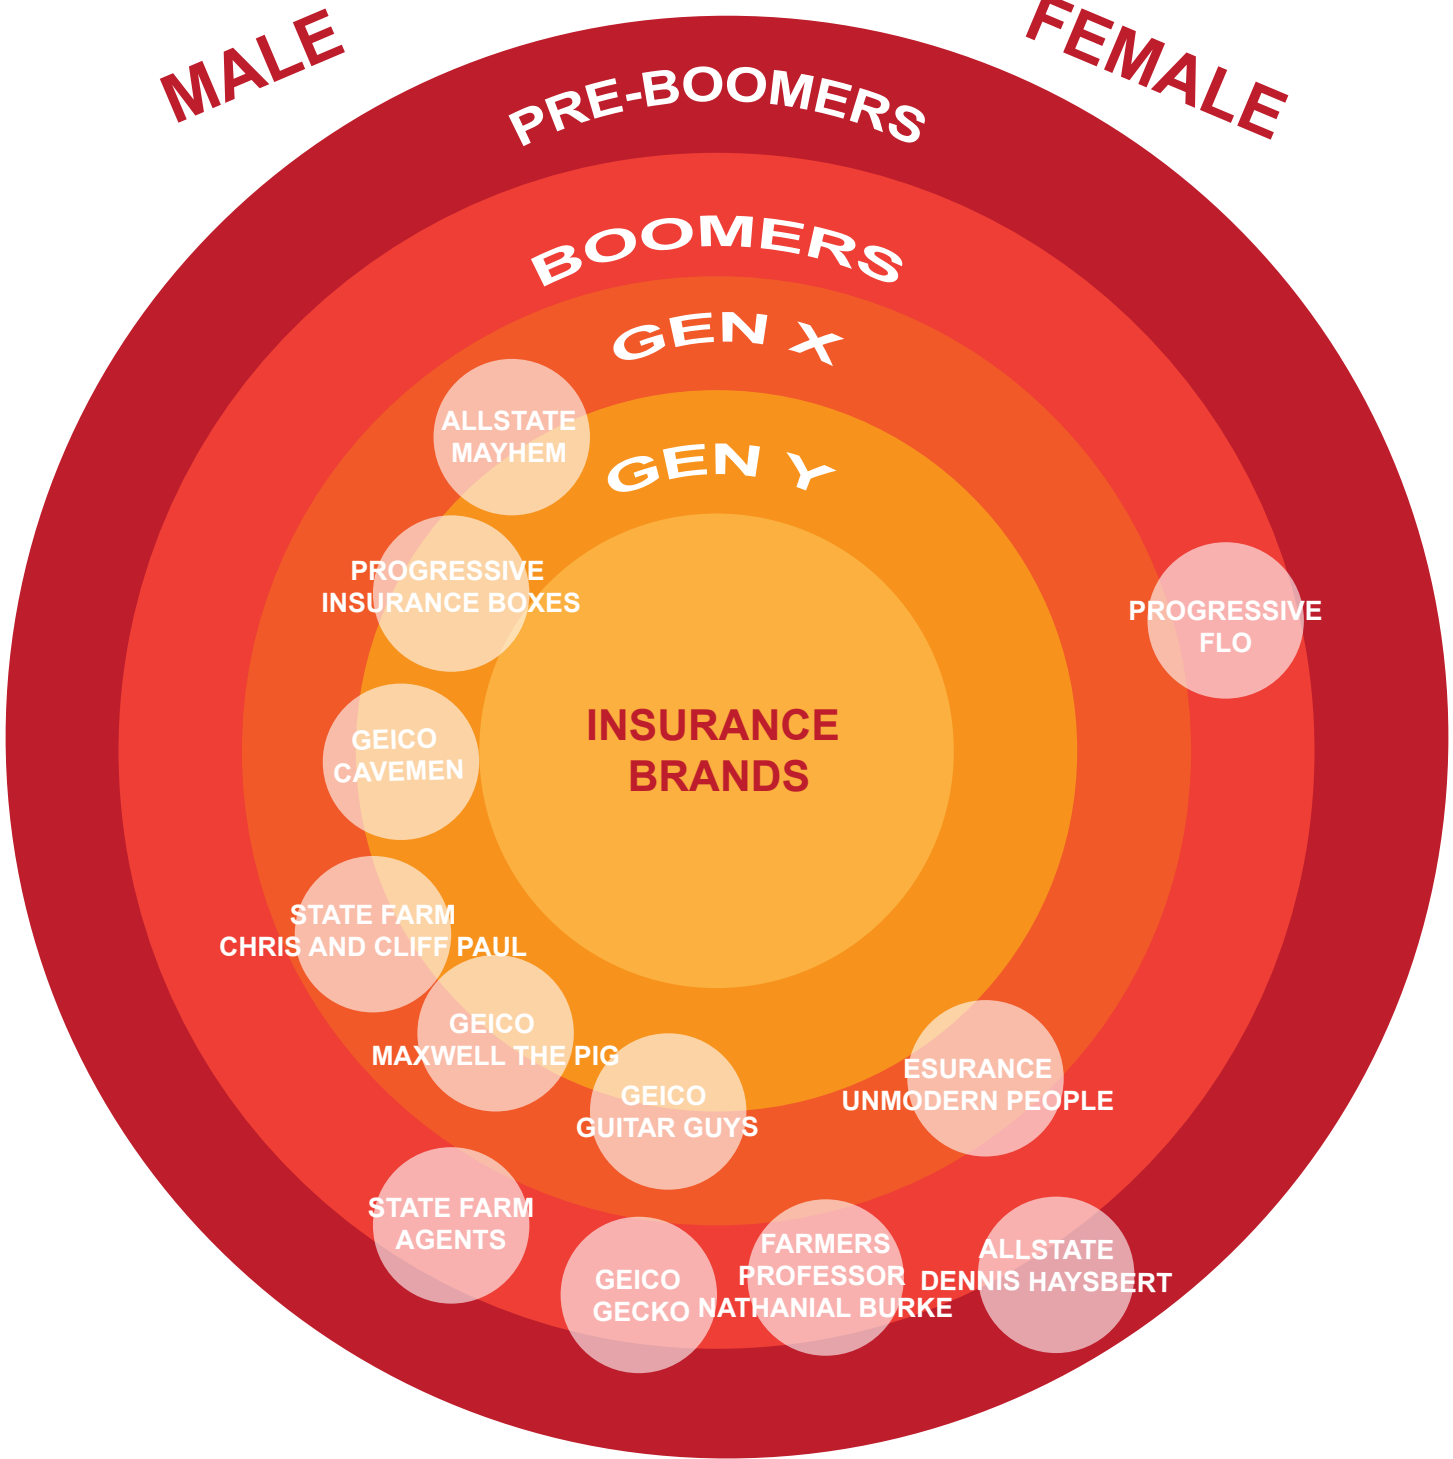 MALE
FEMALE
PRE-BOOMERS
BOOMERS
GEN X
ALLSTATE
MAYHEM
GEN Y
PROGRESSIVE
INSURANCE BOXES
PROGRESSIVE
FLO
INSURANCE
BRANDS
GEICO
CAVEMEN
STATE FARM
CHRIS AND CLIFF PAUL
GEICO
MAXWELL THE PIG
GEICO
GUITAR GUYS
ESURANCE
UNMODERN PEOPLE
STATE FARM
AGENTS
GEICO
GECKO
FARMERS
PROFESSOR
NATHANIAL BURKE
ALLSTATE
DENNIS HAYSBERT